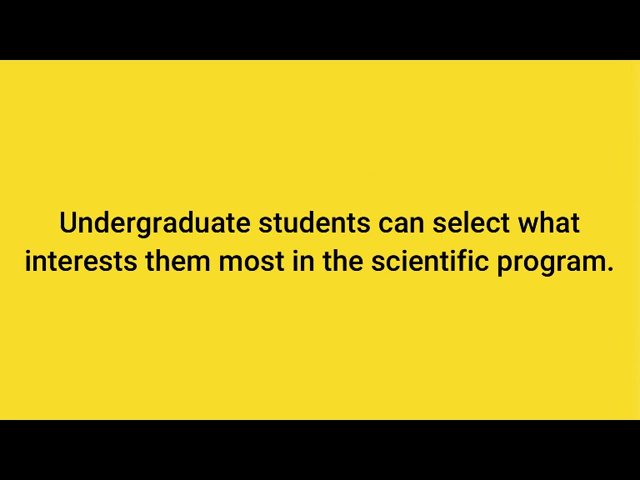 Undergraduate students can select what
interests them most in the scientific program.